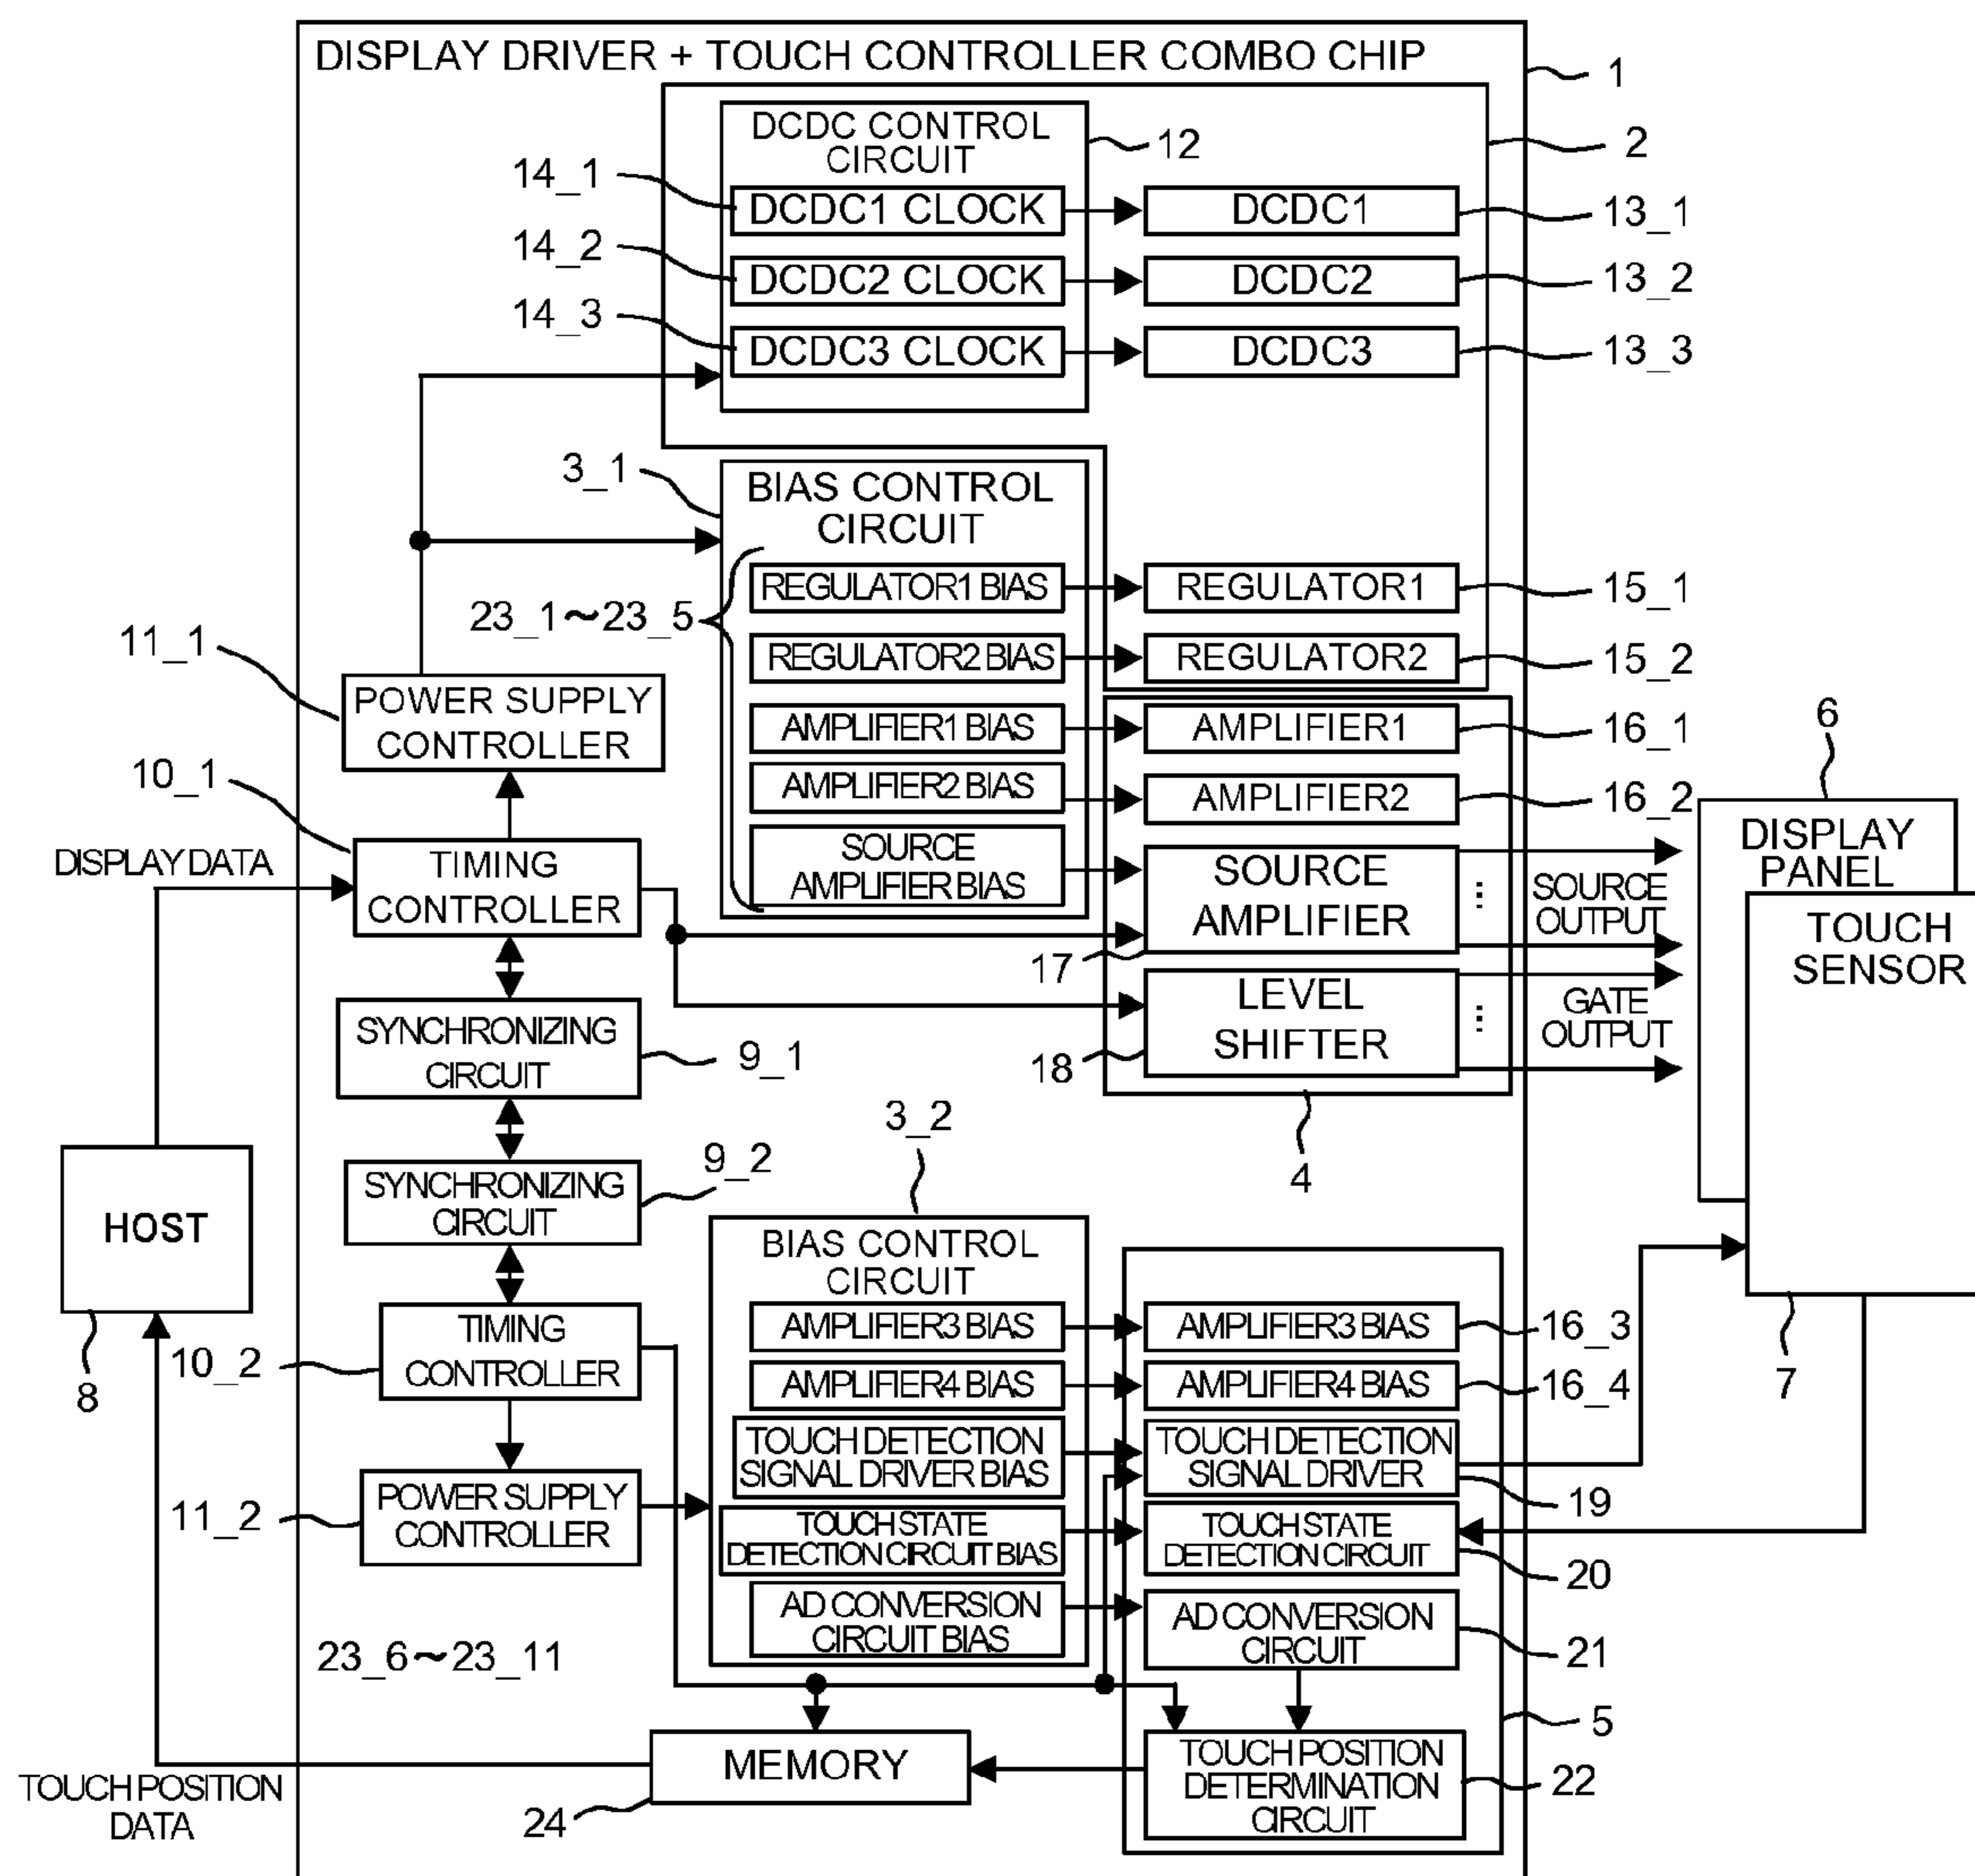 DISPLAY DRIVER + TOUCH CONTROLLER COMBO CHIP
1
DCDC CONTROL
CIRCUIT
12
2
14_1
DCDC1 CLOCK
DCDC1
13_1
14_2
DCDC2 CLOCK
DCDC2
13_2
14_3
DCDC3 CLOCK
DCDC3
13_3
3_1
BIAS CONTROL
CIRCUIT
23_1~23_5
REGULATOR1 BIAS
REGULATOR1
15_1
REGULATOR2 BIAS
REGULATOR2
15_2
11_1
POWER SUPPLY
CONTROLLER
AMPLIFIER1 BIAS
AMPLIFIER1
16_1
AMPLIFIER2 BIAS
AMPLIFIER2
16_2
6
DISPLAY
PANEL
10_1
DISPLAY DATA
TIMING
CONTROLLER
SOURCE
AMPLIFIER BIAS
SOURCE
AMPLIFIER
17
...
SOURCE
OUTPUT
TOUCH
SENSOR
LEVEL
SHIFTER
18
...
GATE
OUTPUT
SYNCHRONIZING
CIRCUIT
9_1
4
SYNCHRONIZING
CIRCUIT
9_2
3_2
HOST
8
BIAS CONTROL
CIRCUIT
TIMING
CONTROLLER
10_2
AMPLIFIER3 BIAS
AMPLIFIER3 BIAS
16_3
AMPLIFIER4 BIAS
AMPLIFIER4 BIAS
16_4
7
TOUCH DETECTION
SIGNAL DRIVER BIAS
TOUCH DETECTION
SIGNAL DRIVER
19
11_2
POWER SUPPLY
CONTROLLER
TOUCH STATE
DETECTION CIRCUIT BIAS
TOUCH STATE
DETECTION CIRCUIT
20
AD CONVERSION
CIRCUIT BIAS
AD CONVERSION
CIRCUIT
21
23_6~23_11
5
MEMORY
24
TOUCH POSITION
DETERMINATION
CIRCUIT
22
TOUCH POSITION
DATA